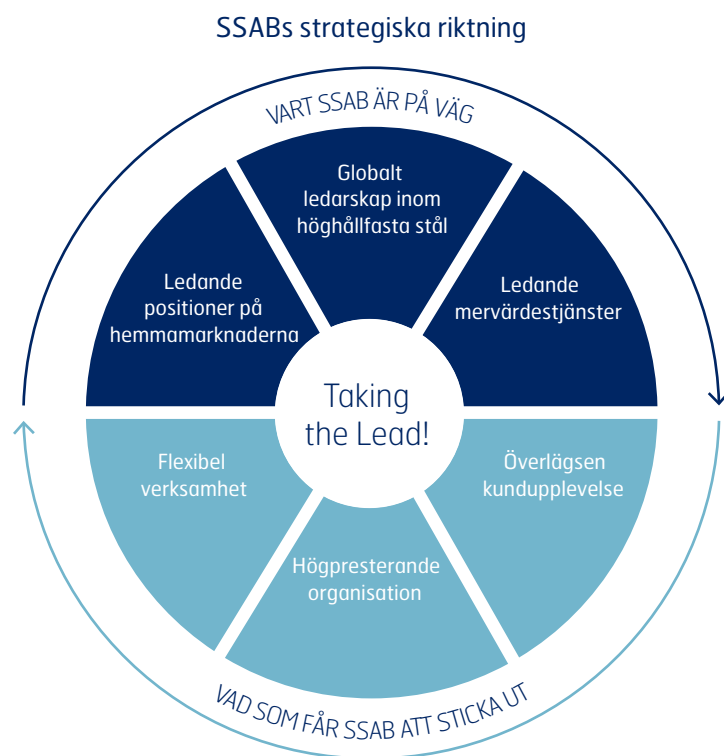 SSABs strategiska riktning
VART SSAB ÄR PÅ VÄG
Globalt
ledarskap inom
höghållfasta stål
Ledande
positioner på
hemmamarknaderna
Ledande
mervärdestjänster
Taking
the Lead!
Flexibel
verksamhet
Överlägsen
kundupplevelse
Högpresterande
organisation
VAD SOM FÅR SSAB ATT STICKA UT